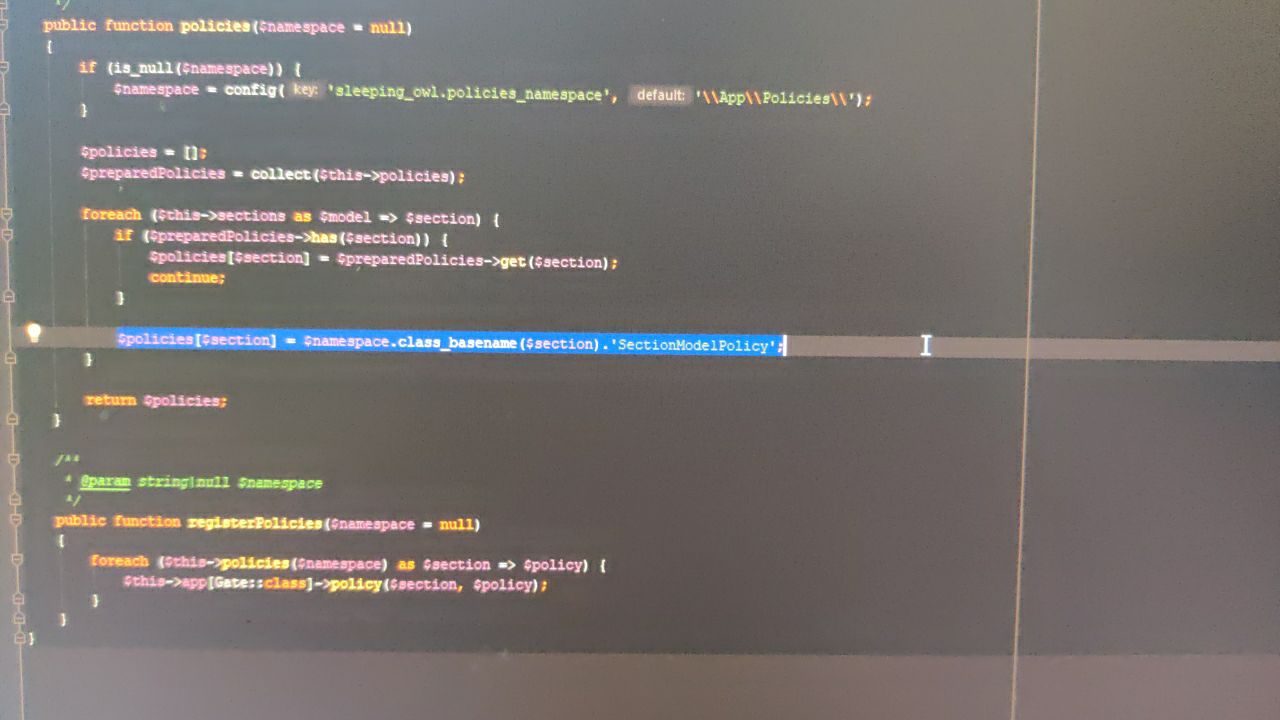 */
public function policies($namespace = null)
{
if (is_null($namespace)) {
$namespace = config( key: 'sleeping_owl.policies_namespace', default: '\\App\\Policies\\');
}
$policies = [];
$preparedPolicies = collect($this->policies);
foreach ($this->sections as $model => $section) {
if ($preparedPolicies->has($section)) {
$policies[$section] = $preparedPolicies->get($section);
continue;
}
$policies[$section] = $namespace.class_basename($section).'SectionModelPolicy';
}
return $policies;
}
/**
* @param string|null $namespace
*/
public function registerPolicies($namespace = null)
{
foreach ($this->policies($namespace) as $section => $policy) {
$this->app[Gate::class]->policy($section, $policy);
}
}
}